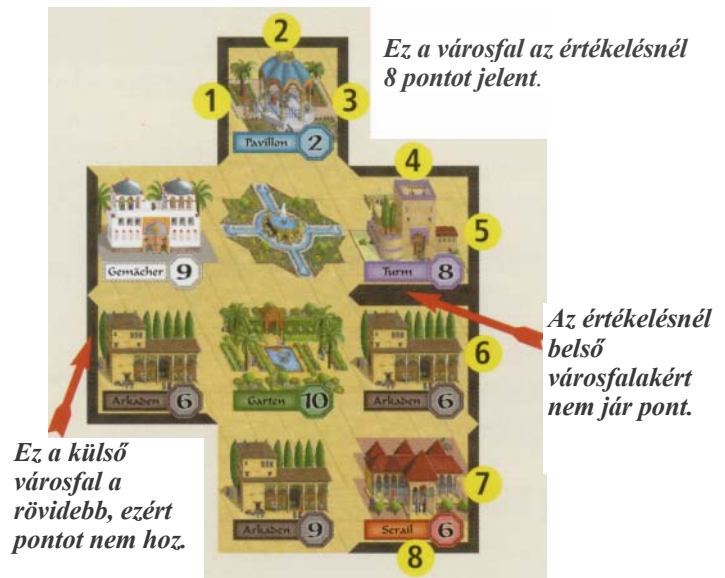 2
Ez a városfal az értékelésnél
8 pontot jelent.
1
3
Pavillon 2
4
5
Gemächer 9
Turm 8
Az értékelésnél
belső
városfalakért
nem jár pont.
6
Arkaden 6
Garten 10
Arkaden 6
Ez a külső
városfal a
rövidebb, ezért
pontot nem hoz.
7
Arkaden 9
Serail 6
8